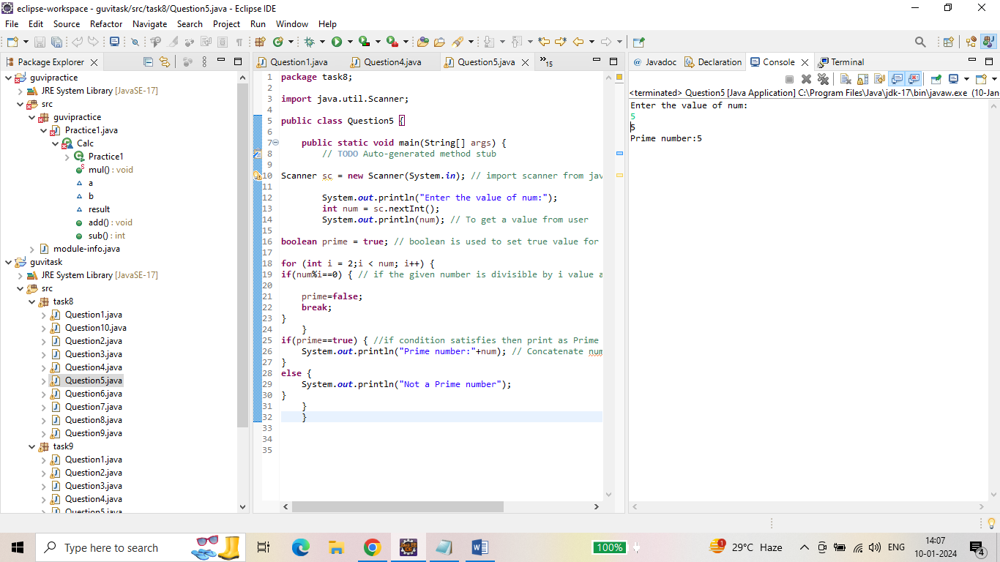 eclipse-workspace - guvitask/src/task8/Question5.java - Eclipse IDE
File Edit Source Refactor Navigate Search Project Run Window Help
Package Explorer
guvipractice
JRE System Library [JavaSE-17]
src
guvipractice
Practice1.java
Calc
Practice1
mul() : void
a
b
result
add() : void
sub() : int
module-info.java
guvitask
JRE System Library [JavaSE-17]
src
task8
Question1.java
Question10.java
Question2.java
Question3.java
Question4.java
Question5.java
Question6.java
Question7.java
Question8.java
Question9.java
task9
Question1.java
Question2.java
Question3.java
Question4.java
Question5.java
Question1.java Question4.java Question5.java 15
1 package task8;
2
3 import java.util.Scanner;
4
5 public class Question5 {
6
7 public static void main(String[] args) {
8 // TODO Auto-generated method stub
9
10 Scanner sc = new Scanner(System.in); // import scanner from jav
11
12 System.out.println("Enter the value of num:");
13 int num = sc.nextInt();
14 System.out.println(num); // To get a value from user
15
16 boolean prime = true; // boolean is used to set true value for
17
18 for (int i = 2;i < num; i++) {
19 if(num%i==0) { // if the given number is divisible by i value a
20
21 prime=false;
22 break;
23 }
24 }
25 if(prime==true) { //if condition satisfies then print as Prime
26 System.out.println("Prime number:"+num); // Concatenate num
27 }
28 else {
29 System.out.println("Not a Prime number");
30 }
31 }
32 }
33
34
35
@ Javadoc Declaration Console Terminal
<terminated> Question5 [Java Application] C:\Program Files\Java\jdk-17\bin\javaw.exe (10-Jan
Enter the value of num:
5
5
Prime number:5
Type here to search
100%
1
29°C Haze
ENG
14:07
10-01-2024
4